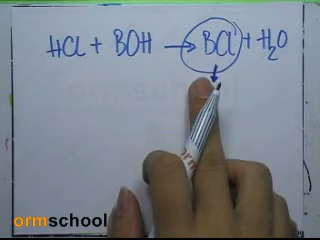 HCl + BOH → BCl + H₂O
ormschool